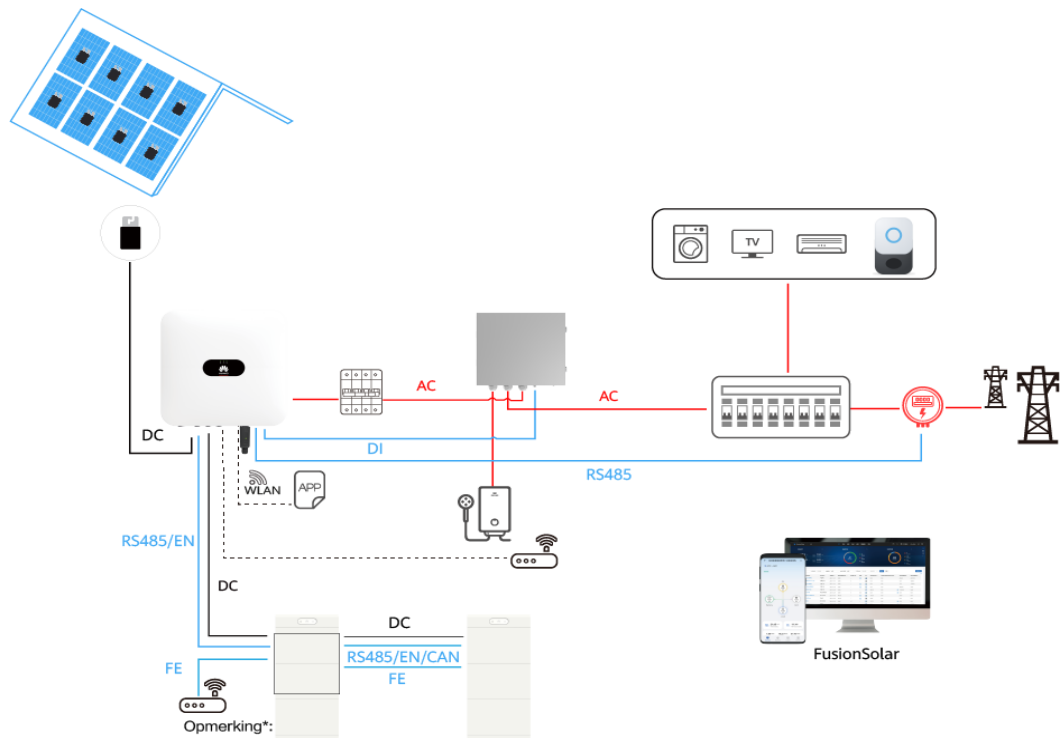 TV
AC
AC
DC
DI
RS485
WLAN
APP
RS485/EN
DC
DC
RS485/EN/CAN
FE
FE
Opmerking*:
FusionSolar